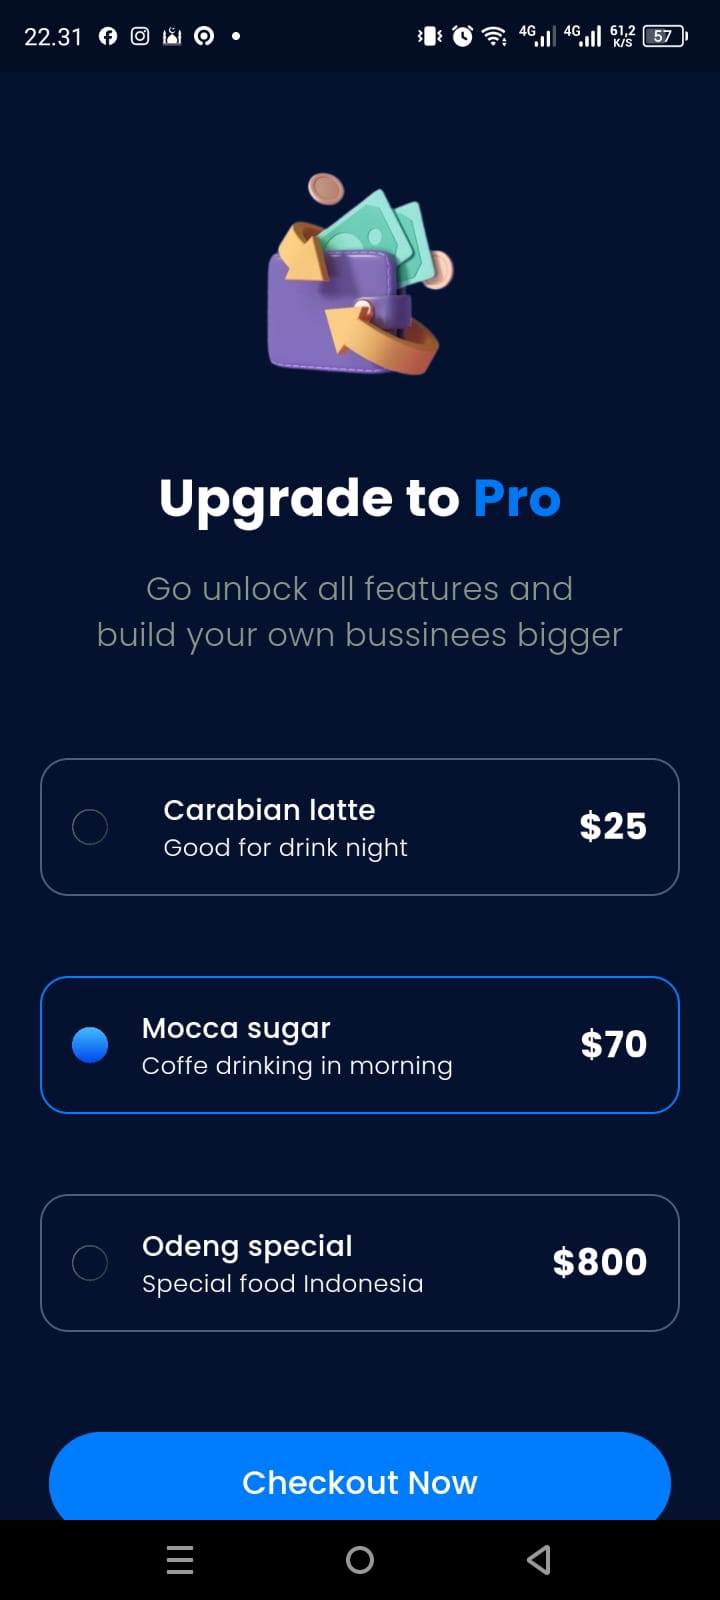 22.31
4G 4G 61,2 K/S 57
Upgrade to Pro
Go unlock all features and
build your own bussinees bigger
Carabian latte
Good for drink night
$25
Mocca sugar
Coffe drinking in morning
$70
Odeng special
Special food Indonesia
$800
Checkout Now